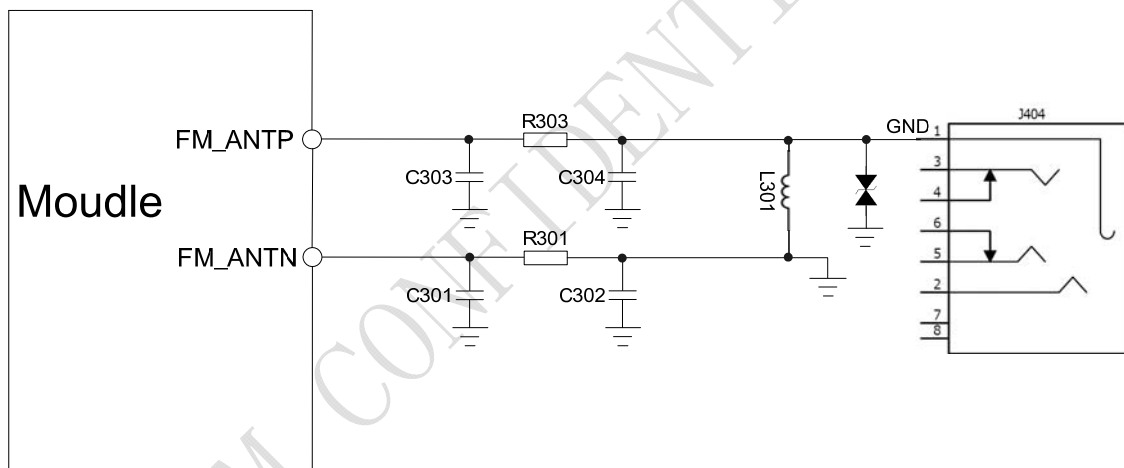 J404
R303
GND
1
FM_ANTP
3
C303
C304
4
L301
Moudle
6
R301
FM_ANTN
5
2
C301
C302
7
8
CONFIDENT